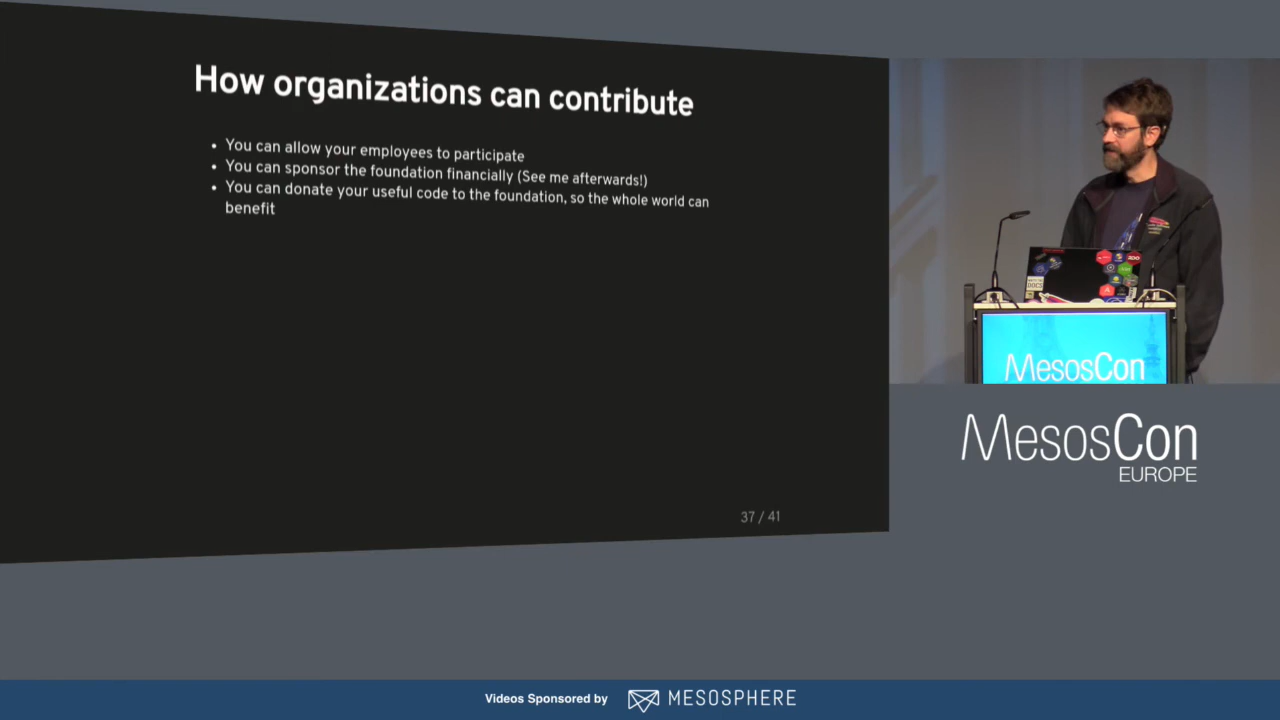 How organizations can contribute
• You can allow your employees to participate
• You can sponsor the foundation financially (See me afterwards!)
• You can donate your useful code to the foundation, so the whole world can
benefit
37 / 41
MesosCon
MesosCon
EUROPE
Videos Sponsored by MESOSPHERE